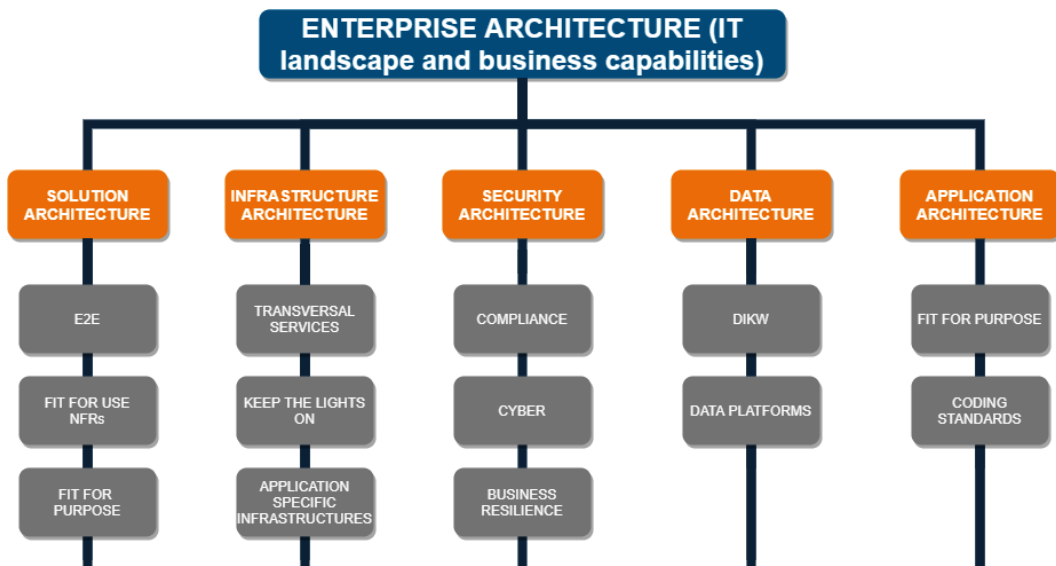 ENTERPRISE ARCHITECTURE (IT
landscape and business capabilities)
SOLUTION
ARCHITECTURE
INFRASTRUCTURE
ARCHITECTURE
SECURITY
ARCHITECTURE
DATA
ARCHITECTURE
APPLICATION
ARCHITECTURE
E2E
TRANSVERSAL
SERVICES
COMPLIANCE
DIKW
FIT FOR PURPOSE
FIT FOR USE
NFRs
KEEP THE LIGHTS
ON
CYBER
DATA PLATFORMS
CODING
STANDARDS
FIT FOR
PURPOSE
APPLICATION
SPECIFIC
INFRASTRUCTURES
BUSINESS
RESILIENCE